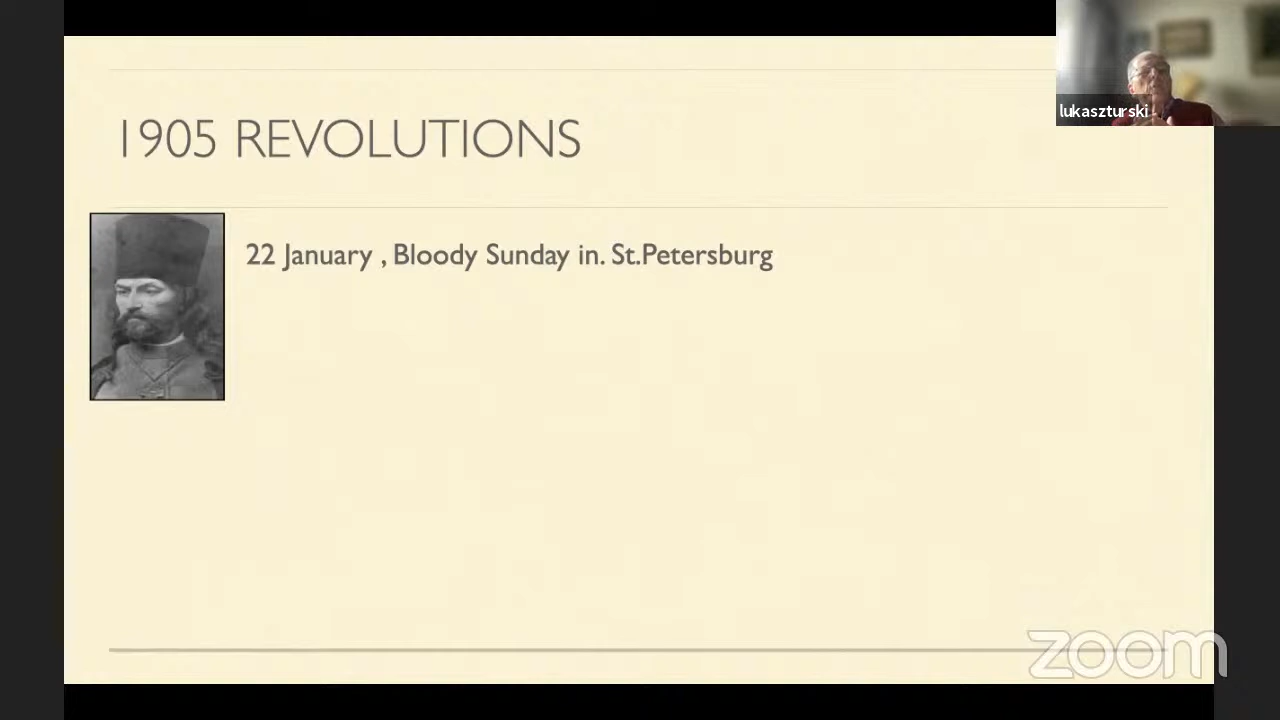 lukaszturski
1905 REVOLUTIONS
22 January , Bloody Sunday in. St.Petersburg
zoom